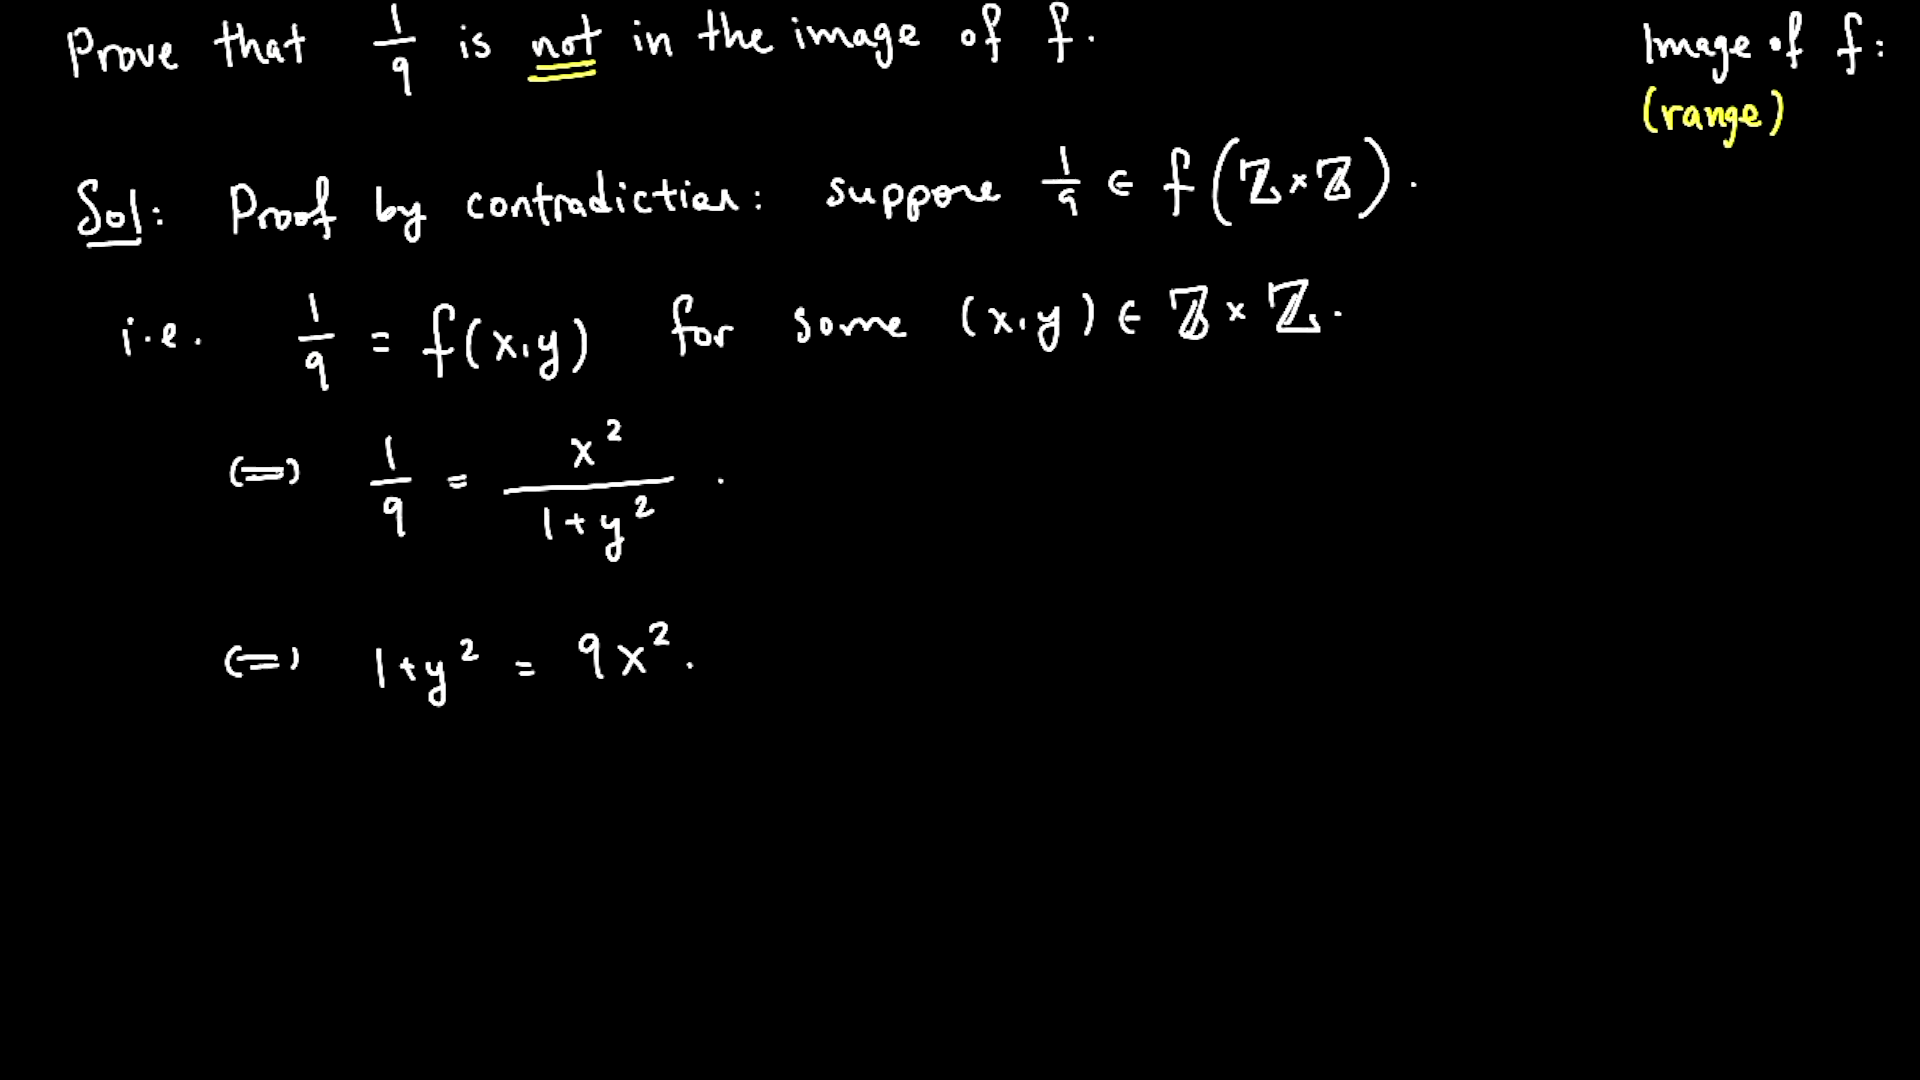 Prove that 1/9 is not in the image of f.
Image of f:
(range)
Sol: Proof by contradiction: suppose 1/9 ∈ f(ℤ×ℤ).
i.e. 1/9 = f(x,y) for some (x,y) ∈ ℤ × ℤ.
⇔ 1/9 = x²/(1+y²).
⇔ 1+y² = 9x².